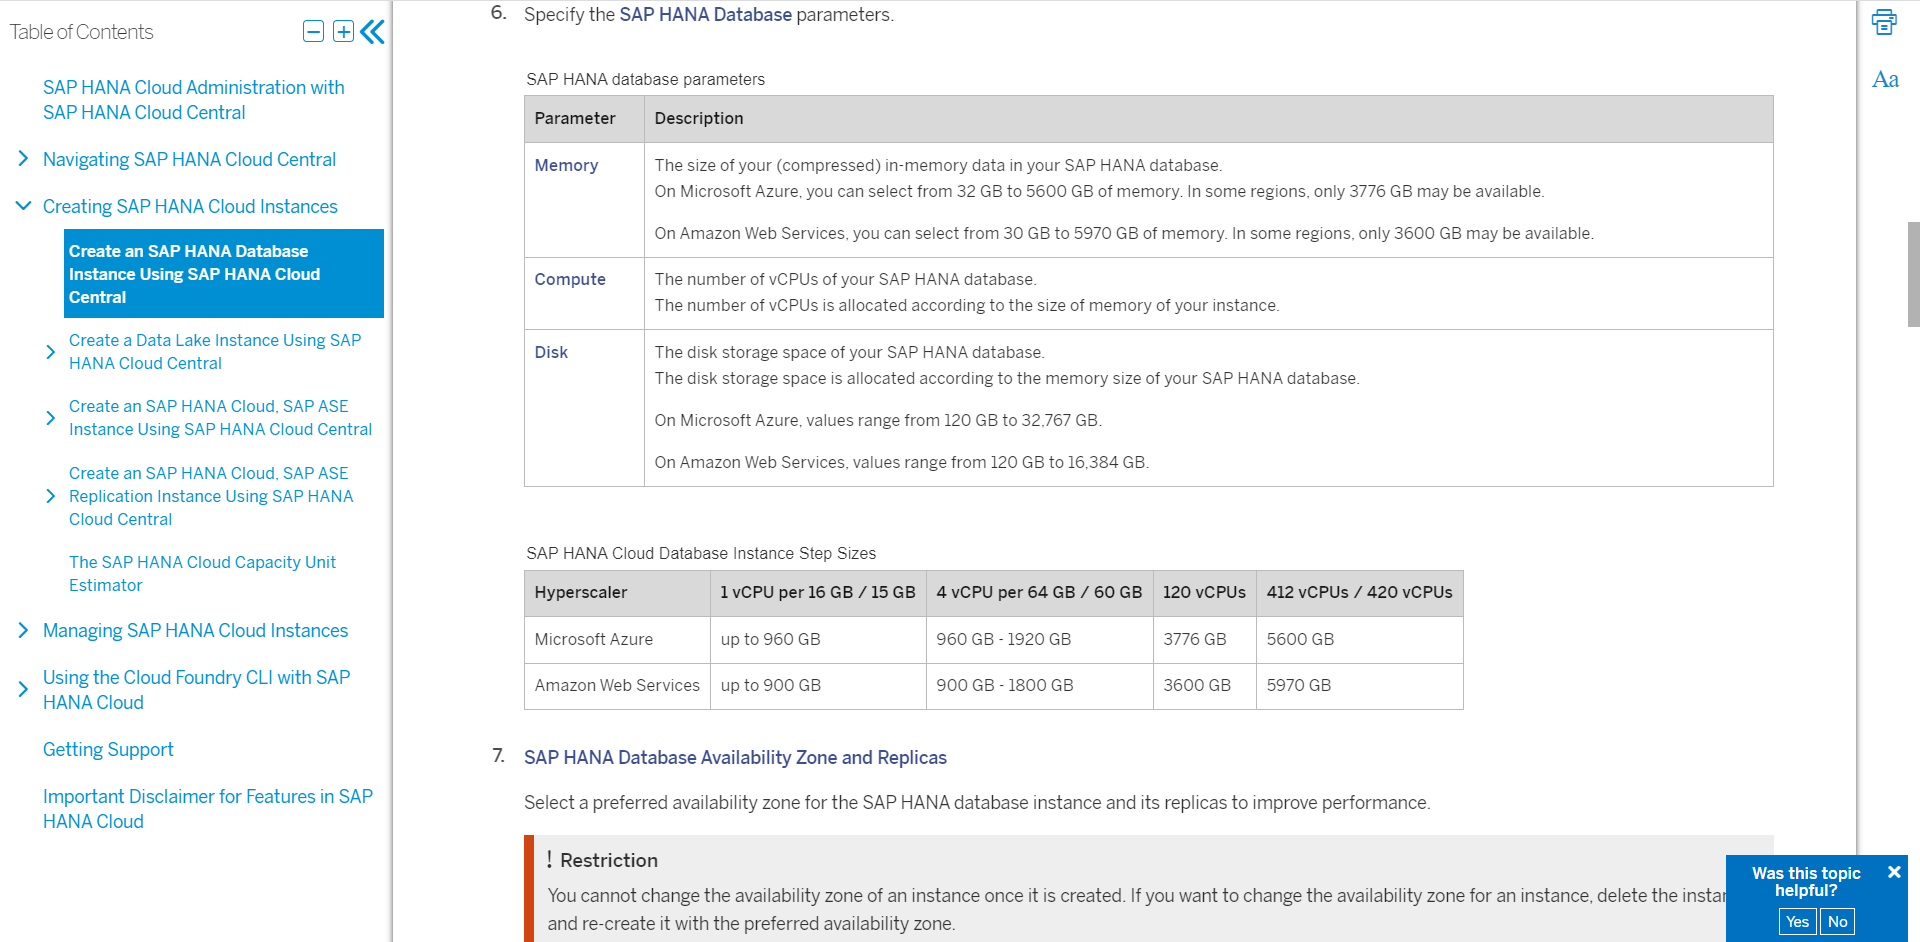 Table of Contents
SAP HANA Cloud Administration with
SAP HANA Cloud Central
Navigating SAP HANA Cloud Central
Creating SAP HANA Cloud Instances
Create an SAP HANA Database
Instance Using SAP HANA Cloud
Central
Create a Data Lake Instance Using SAP
HANA Cloud Central
Create an SAP HANA Cloud, SAP ASE
Instance Using SAP HANA Cloud Central
Create an SAP HANA Cloud, SAP ASE
Replication Instance Using SAP HANA
Cloud Central
The SAP HANA Cloud Capacity Unit
Estimator
Managing SAP HANA Cloud Instances
Using the Cloud Foundry CLI with SAP
HANA Cloud
Getting Support
Important Disclaimer for Features in SAP
HANA Cloud
6. Specify the SAP HANA Database parameters.
SAP HANA database parameters
Parameter Description
Memory The size of your (compressed) in-memory data in your SAP HANA database.
On Microsoft Azure, you can select from 32 GB to 5600 GB of memory. In some regions, only 3776 GB may be available.
On Amazon Web Services, you can select from 30 GB to 5970 GB of memory. In some regions, only 3600 GB may be available.
Compute The number of vCPUs of your SAP HANA database.
The number of vCPUs is allocated according to the size of memory of your instance.
Disk The disk storage space of your SAP HANA database.
The disk storage space is allocated according to the memory size of your SAP HANA database.
On Microsoft Azure, values range from 120 GB to 32,767 GB.
On Amazon Web Services, values range from 120 GB to 16,384 GB.
SAP HANA Cloud Database Instance Step Sizes
Hyperscaler 1 vCPU per 16 GB / 15 GB 4 vCPU per 64 GB / 60 GB 120 vCPUs 412 vCPUs / 420 vCPUs
Microsoft Azure up to 960 GB 960 GB - 1920 GB 3776 GB 5600 GB
Amazon Web Services up to 900 GB 900 GB - 1800 GB 3600 GB 5970 GB
7. SAP HANA Database Availability Zone and Replicas
Select a preferred availability zone for the SAP HANA database instance and its replicas to improve performance.
! Restriction
You cannot change the availability zone of an instance once it is created. If you want to change the availability zone for an instance, delete the
and re-create it with the preferred availability zone.
Aa
Was this topic
helpful?
Yes No